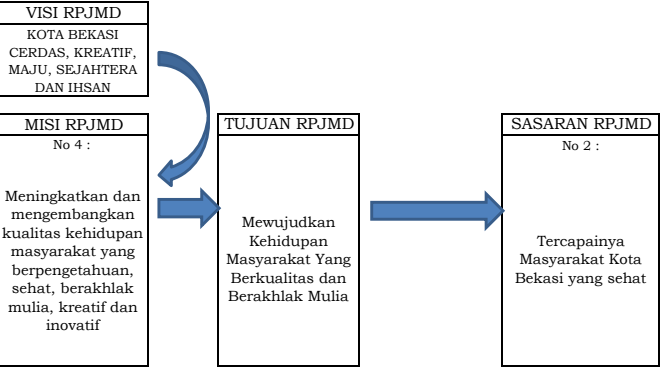 VISI RPJMD
KOTA BEKASI
CERDAS, KREATIF,
MAJU, SEJAHTERA
DAN IHSAN
MISI RPJMD
No 4 :
Meningkatkan dan
mengembangkan
kualitas kehidupan
masyarakat yang
berpengetahuan,
sehat, berakhlak
mulia, kreatif dan
inovatif
TUJUAN RPJMD
Mewujudkan
Kehidupan
Masyarakat Yang
Berkualitas dan
Berakhlak Mulia
SASARAN RPJMD
No 2 :
Tercapainya
Masyarakat Kota
Bekasi yang sehat